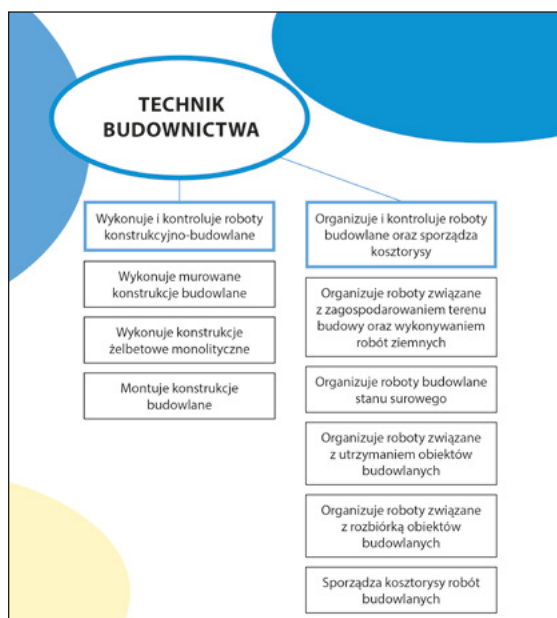 TECHNIK
BUDOWNICTWA
Wykonuje i kontroluje roboty
konstrukcyjno-budowlane
Wykonuje murowane
konstrukcje budowlane
Wykonuje konstrukcje
żelbetowe monolityczne
Montuje konstrukcje
budowlane
Organizuje i kontroluje roboty
budowlane oraz sporządza
kosztorysy
Organizuje roboty związane
z zagospodarowaniem terenu
budowy oraz wykonywaniem
robót ziemnych
Organizuje roboty budowlane
stanu surowego
Organizuje roboty związane
z utrzymaniem obiektów
budowlanych
Organizuje roboty związane
z rozbiórką obiektów
budowlanych
Sporządza kosztorysy robót
budowlanych